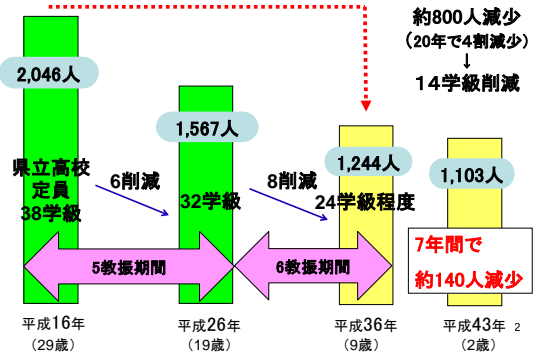 約800人減少
(20年で4割減少)
↓
14学級削減
2,046人
1,567人
1,244人
1,103人
県立高校
定員
38学級
6削減
32学級
8削減
24学級程度
5教振期間
6教振期間
7年間で
約140人減少
平成16年
(29歳)
平成26年
(19歳)
平成36年
(9歳)
平成43年
(2歳)
2